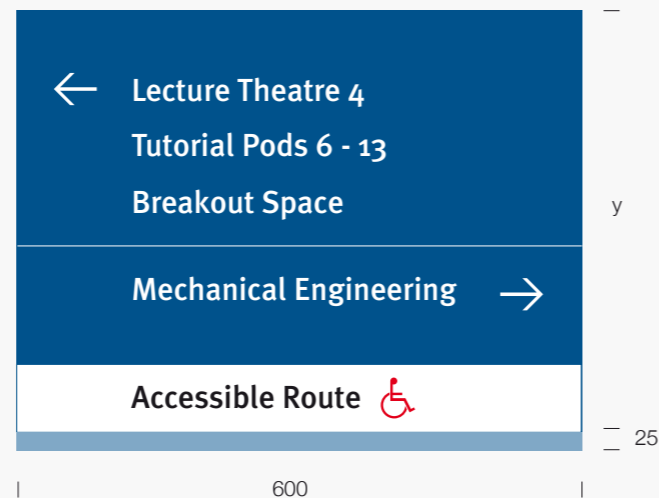 Lecture Theatre 4
Tutorial Pods 6 - 13
Breakout Space
y
Mechanical Engineering
Accessible Route
25
600